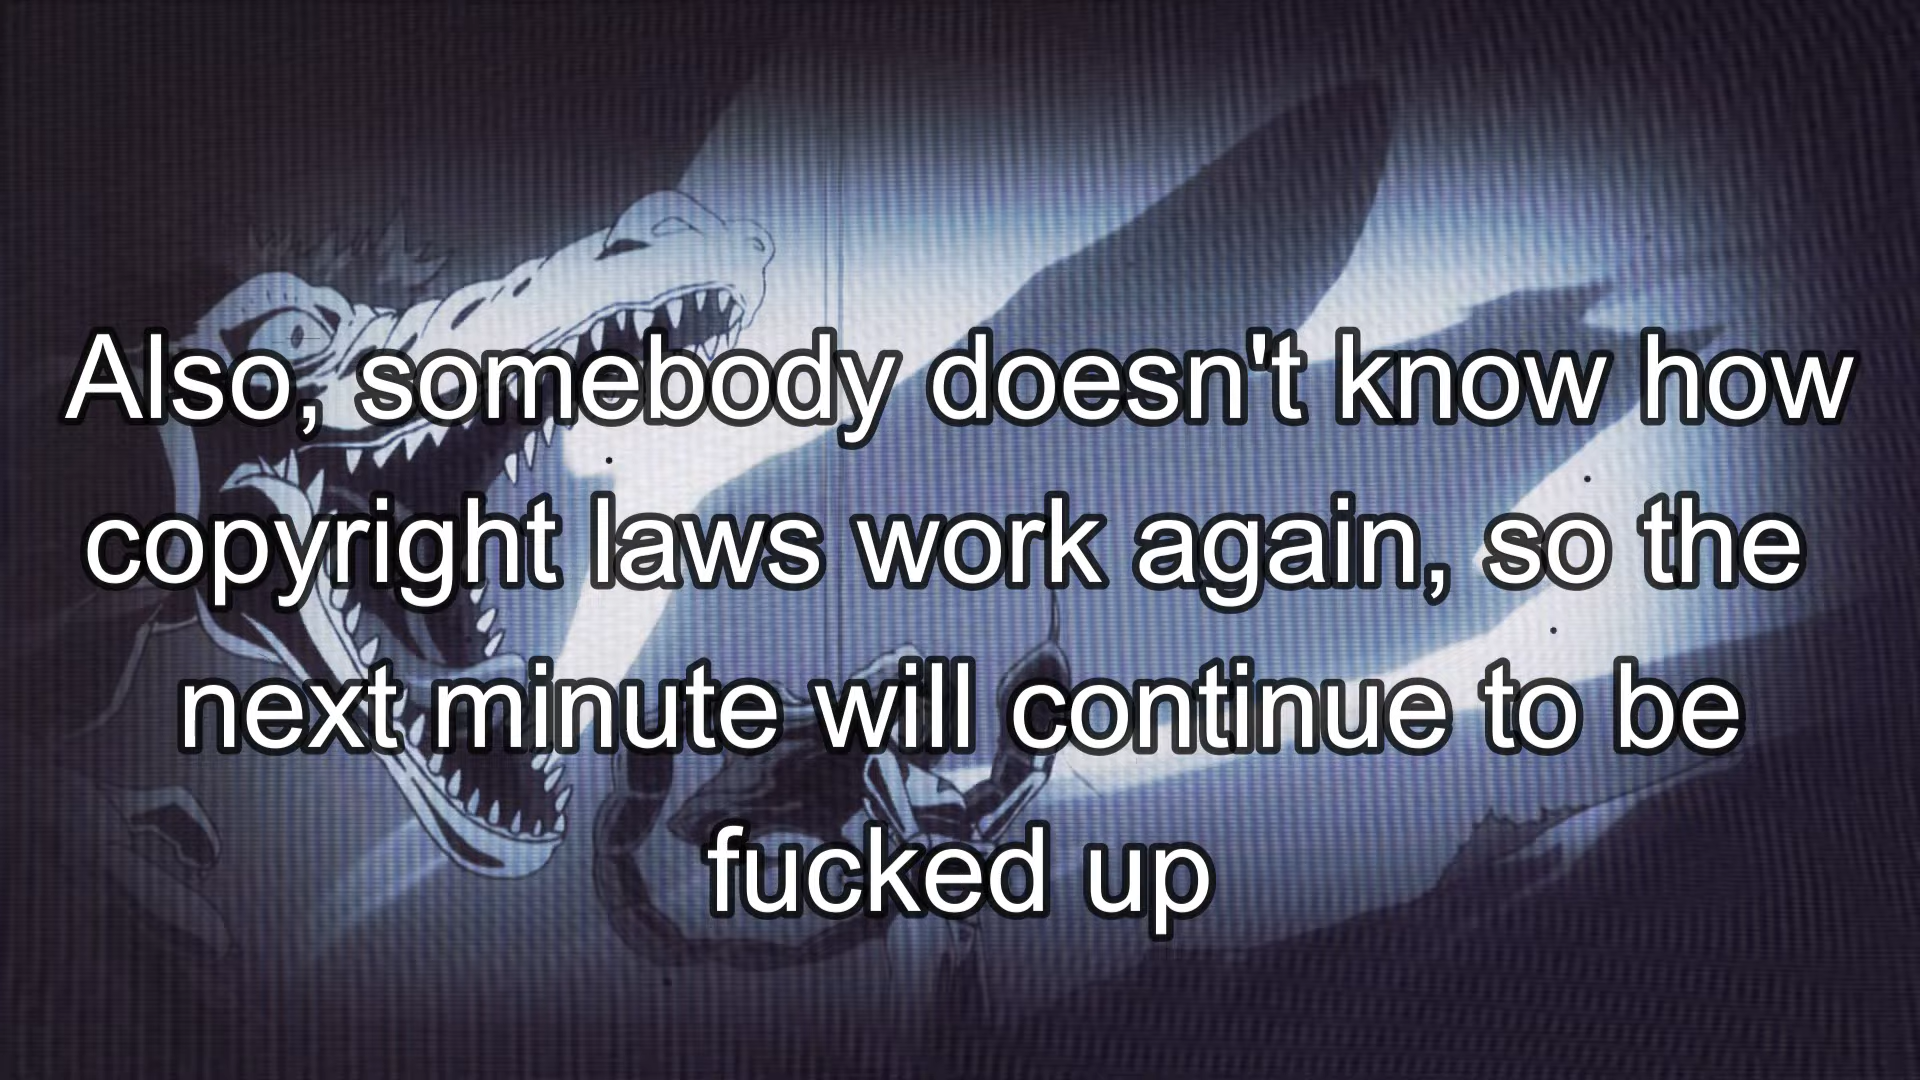 Also, somebody doesn't know how
copyright laws work again, so the
next minute will continue to be
fucked up